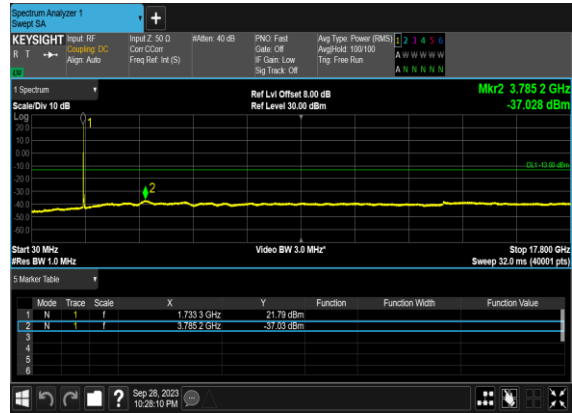 Spectrum Analyzer 1
Swept SA
+
KEYSIGHT Input: RF Input Z: 50 Ω #Atten: 40 dB PNO: Fast Avg Type: Power (RMS) 1 2 3 4 5 6
R T Coupling: DC Corr CCorr Gate: Off Avg|Hold: 100/100 A W W W W W
Align: Auto Freq Ref: Int (S) IF Gain: Low Trig: Free Run
LW Sig Track: Off A N N N N N
1 Spectrum Ref Lvl Offset 8.00 dB Mkr2 3.785 2 GHz
Scale/Div 10 dB Ref Level 30.00 dBm -37.028 dBm
Log
20.0
10.0
0.00
-10.0
-20.0
-30.0
-40.0
-50.0
-60.0
1
2
DL1 -13.00 dBm
Start 30 MHz Video BW 3.0 MHz* Stop 17.800 GHz
#Res BW 1.0 MHz Sweep 32.0 ms (40001 pts)
5 Marker Table
Mode Trace Scale X Y Function Function Width Function Value
1 N 1 f 1.733 3 GHz 21.79 dBm
2 N 1 f 3.785 2 GHz -37.03 dBm
3
4
5
6
? Sep 28, 2023
10:28:10 PM